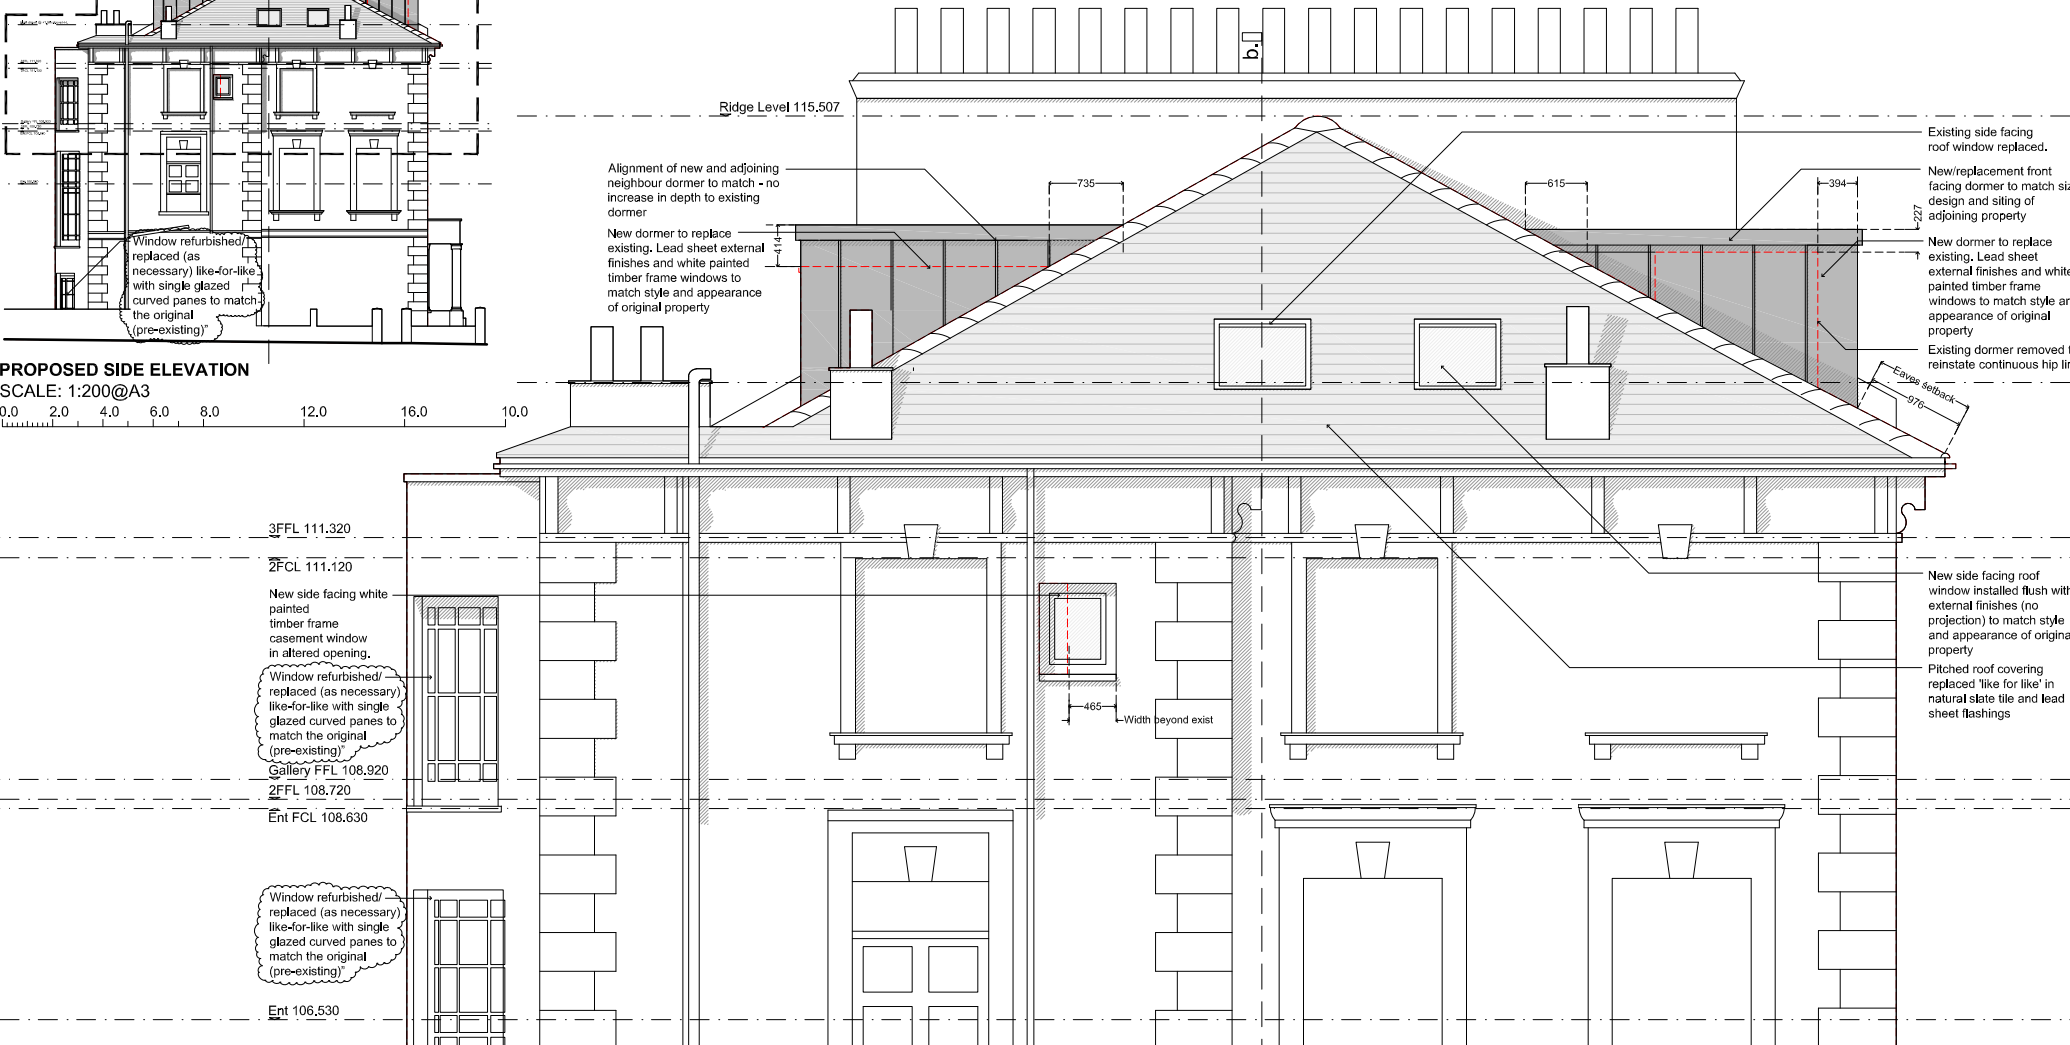 b.
Ridge Level 115.507
Alignment of new and adjoining
neighbour dormer to match - no
increase in depth to existing
dormer
New dormer to replace
existing. Lead sheet external
finishes and white painted
timber frame windows to
match style and appearance
of original property
735
414
615
394
227
Existing side facing
roof window replaced.
New/replacement front
facing dormer to match
design and siting of
adjoining property
New dormer to replace
existing. Lead sheet
external finishes and white
painted timber frame
windows to match style
appearance of original
property
Existing dormer removed
reinstate continuous hip
Eaves setback
976
Window refurbished/
replaced (as
necessary) like-for-like
with single glazed
curved panes to match
the original
(pre-existing)"
PROPOSED SIDE ELEVATION
SCALE: 1:200@A3
0.0 2.0 4.0 6.0 8.0 12.0 16.0 10.0
3FFL 111.320
2FCL 111.120
New side facing white
painted
timber frame
casement window
in altered opening.
Window refurbished/
replaced (as necessary)
like-for-like with single
glazed curved panes to
match the original
(pre-existing)"
465
Width beyond exist
New side facing roof
window installed flush with
external finishes (no
projection) to match style
and appearance of original
property
Pitched roof covering
replaced 'like for like' in
natural slate tile and lead
sheet flashings
Gallery FFL 108.920
2FFL 108.720
Ent FCL 108.630
Window refurbished/
replaced (as necessary)
like-for-like with single
glazed curved panes to
match the original
(pre-existing)"
Ent 106.530